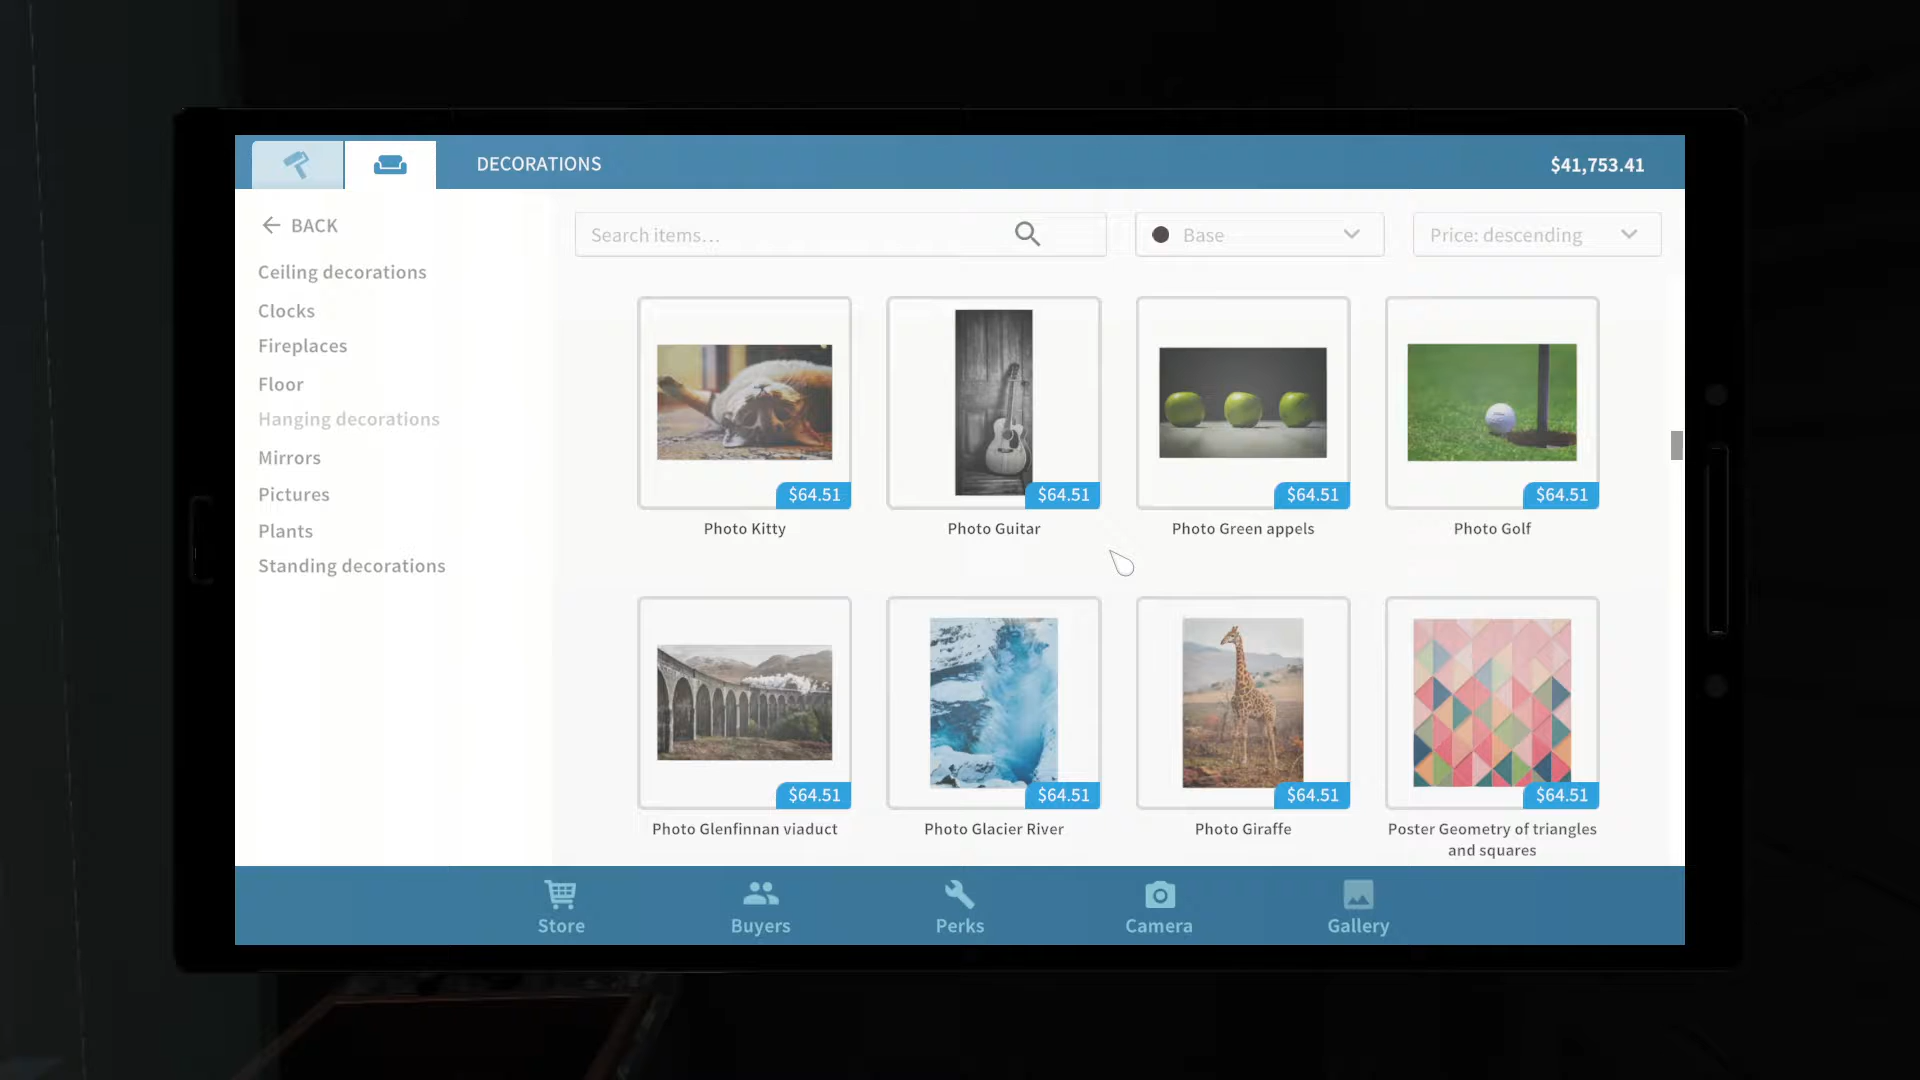 DECORATIONS
$41,753.41
BACK
Search items...
Base
Price: descending
Ceiling decorations
Clocks
Fireplaces
Floor
Hanging decorations
Mirrors
Pictures
Plants
Standing decorations
$64.51
$64.51
$64.51
$64.51
Photo Kitty
Photo Guitar
Photo Green appels
Photo Golf
$64.51
$64.51
$64.51
$64.51
Photo Glenfinnan viaduct
Photo Glacier River
Photo Giraffe
Poster Geometry of triangles
and squares
Store
Buyers
Perks
Camera
Gallery